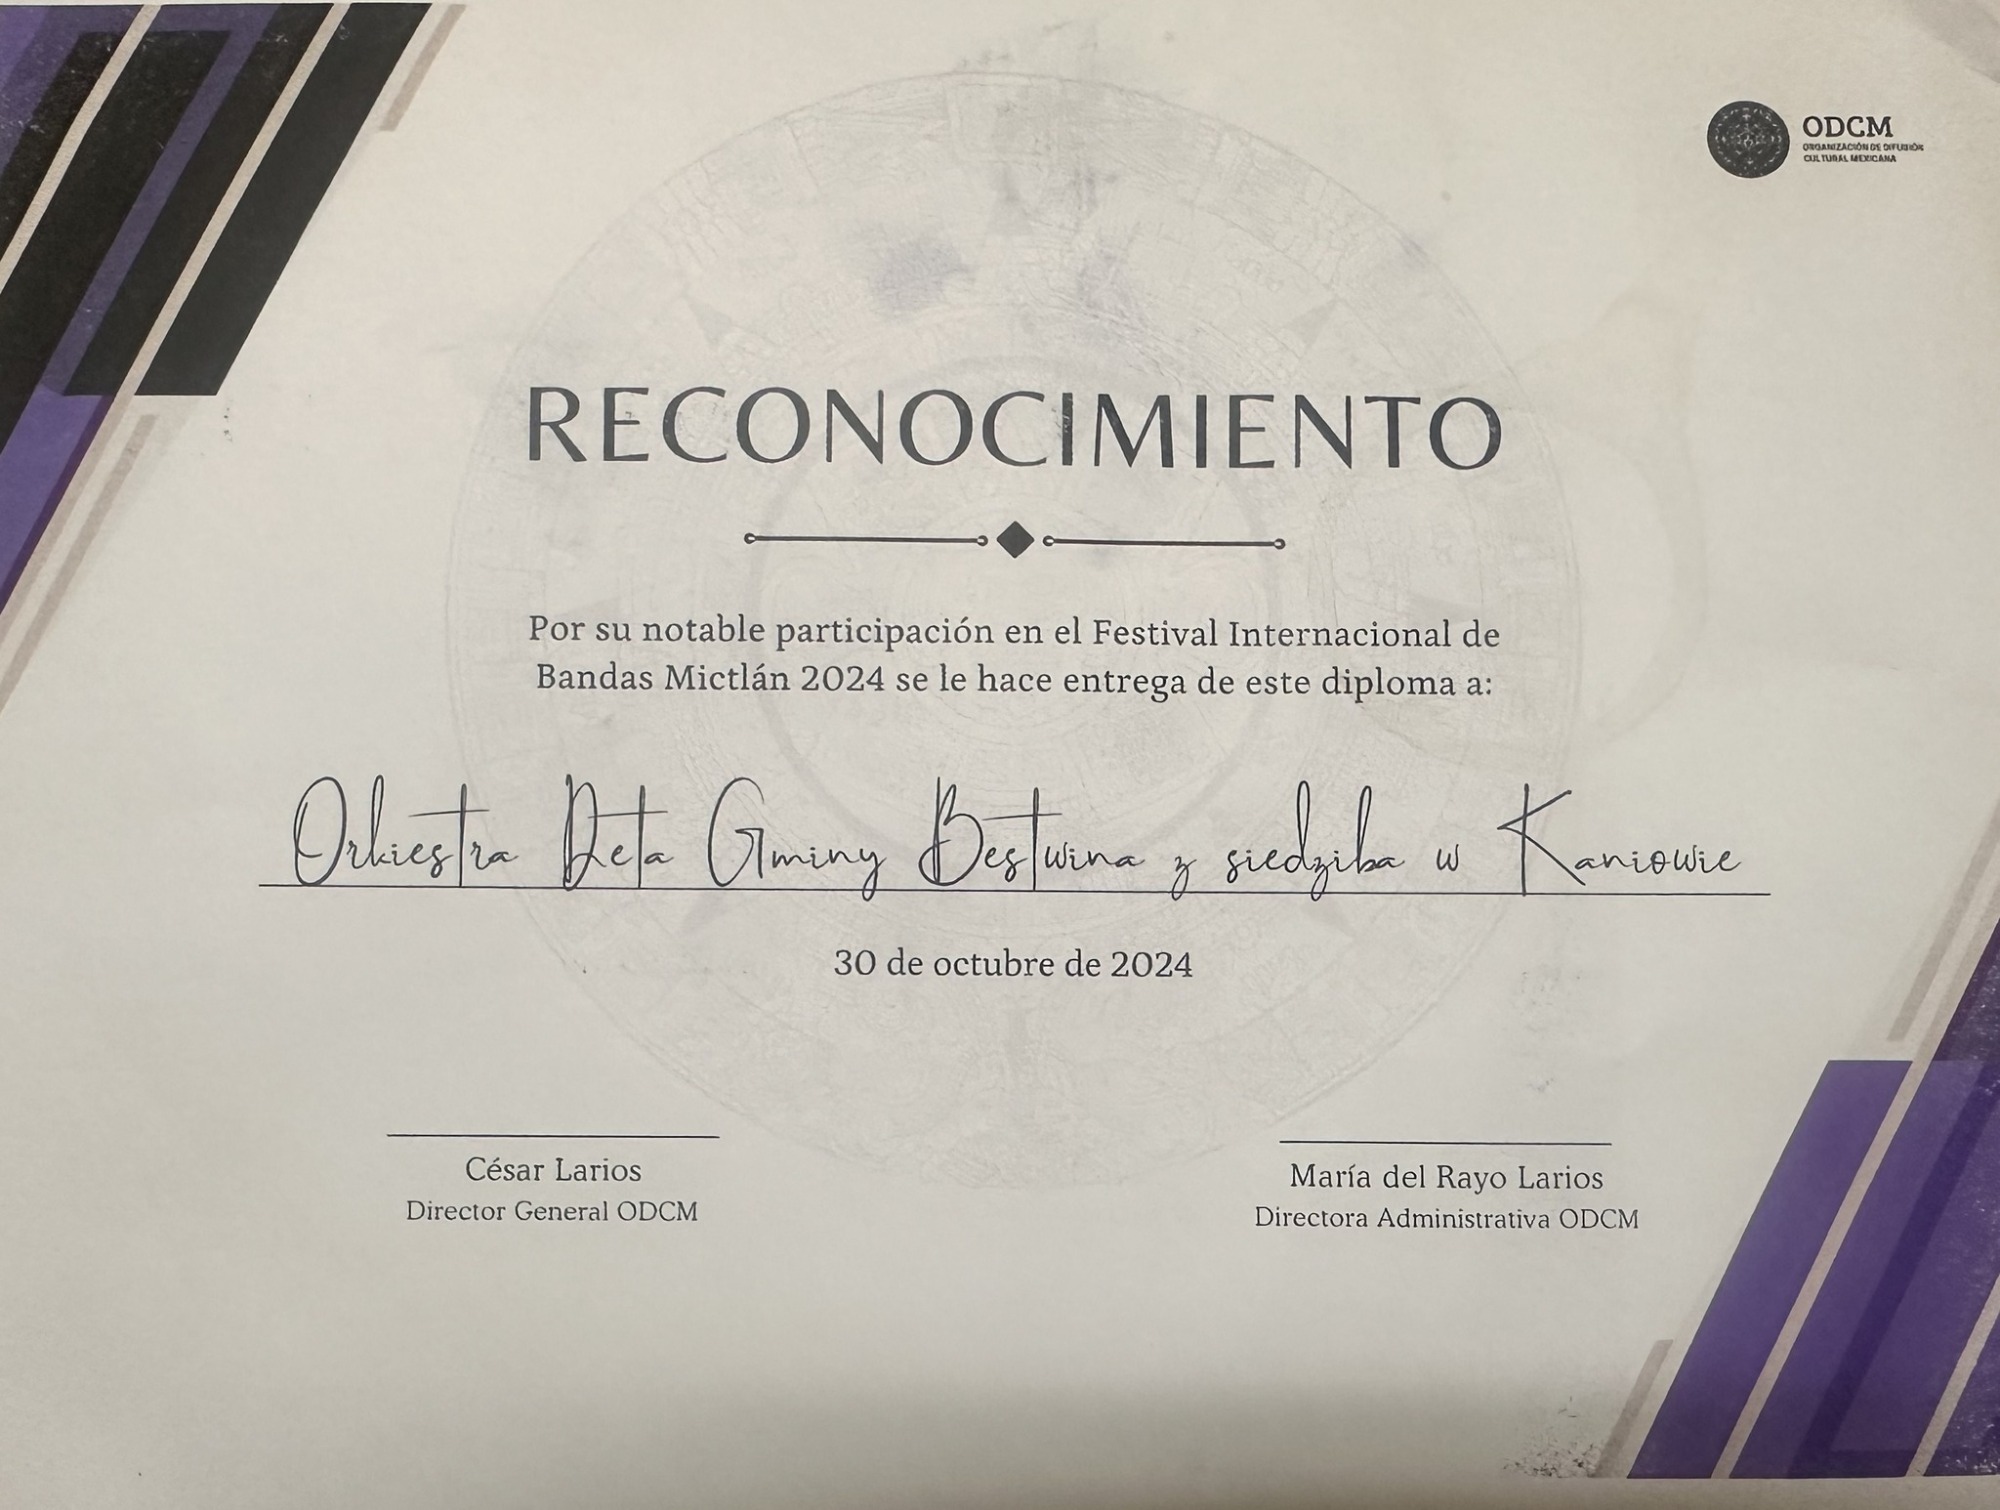 ODCM
ORGANIZACIÓN DE DIFUSIÓN
CULTURAL MEXICANA
RECONOCIMIENTO
Por su notable participación en el Festival Internacional de
Bandas Mictlán 2024 se le hace entrega de este diploma a:
Orkiestra Deta Gminy Bestwina z siedziba w Kaniowie
30 de octubre de 2024
César Larios
Director General ODCM
María del Rayo Larios
Directora Administrativa ODCM